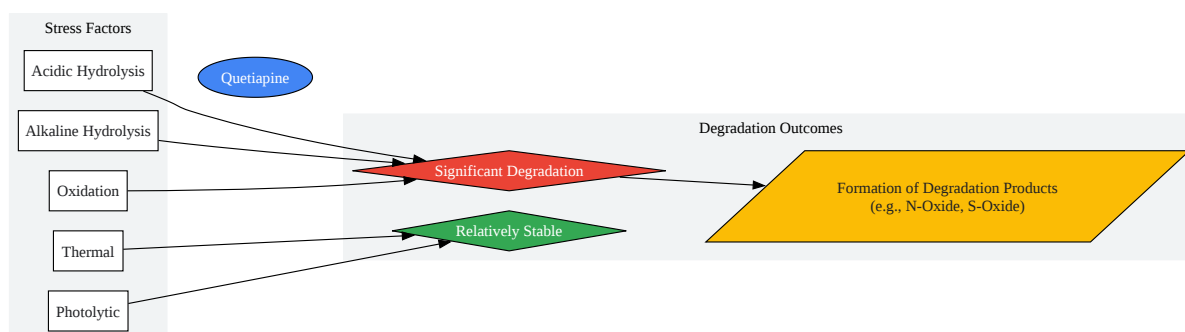 Stress Factors
Acidic Hydrolysis
Alkaline Hydrolysis
Oxidation
Thermal
Photolytic
Quetiapine
Degradation Outcomes
Significant Degradation
Relatively Stable
Formation of Degradation Products
(e.g., N-Oxide, S-Oxide)